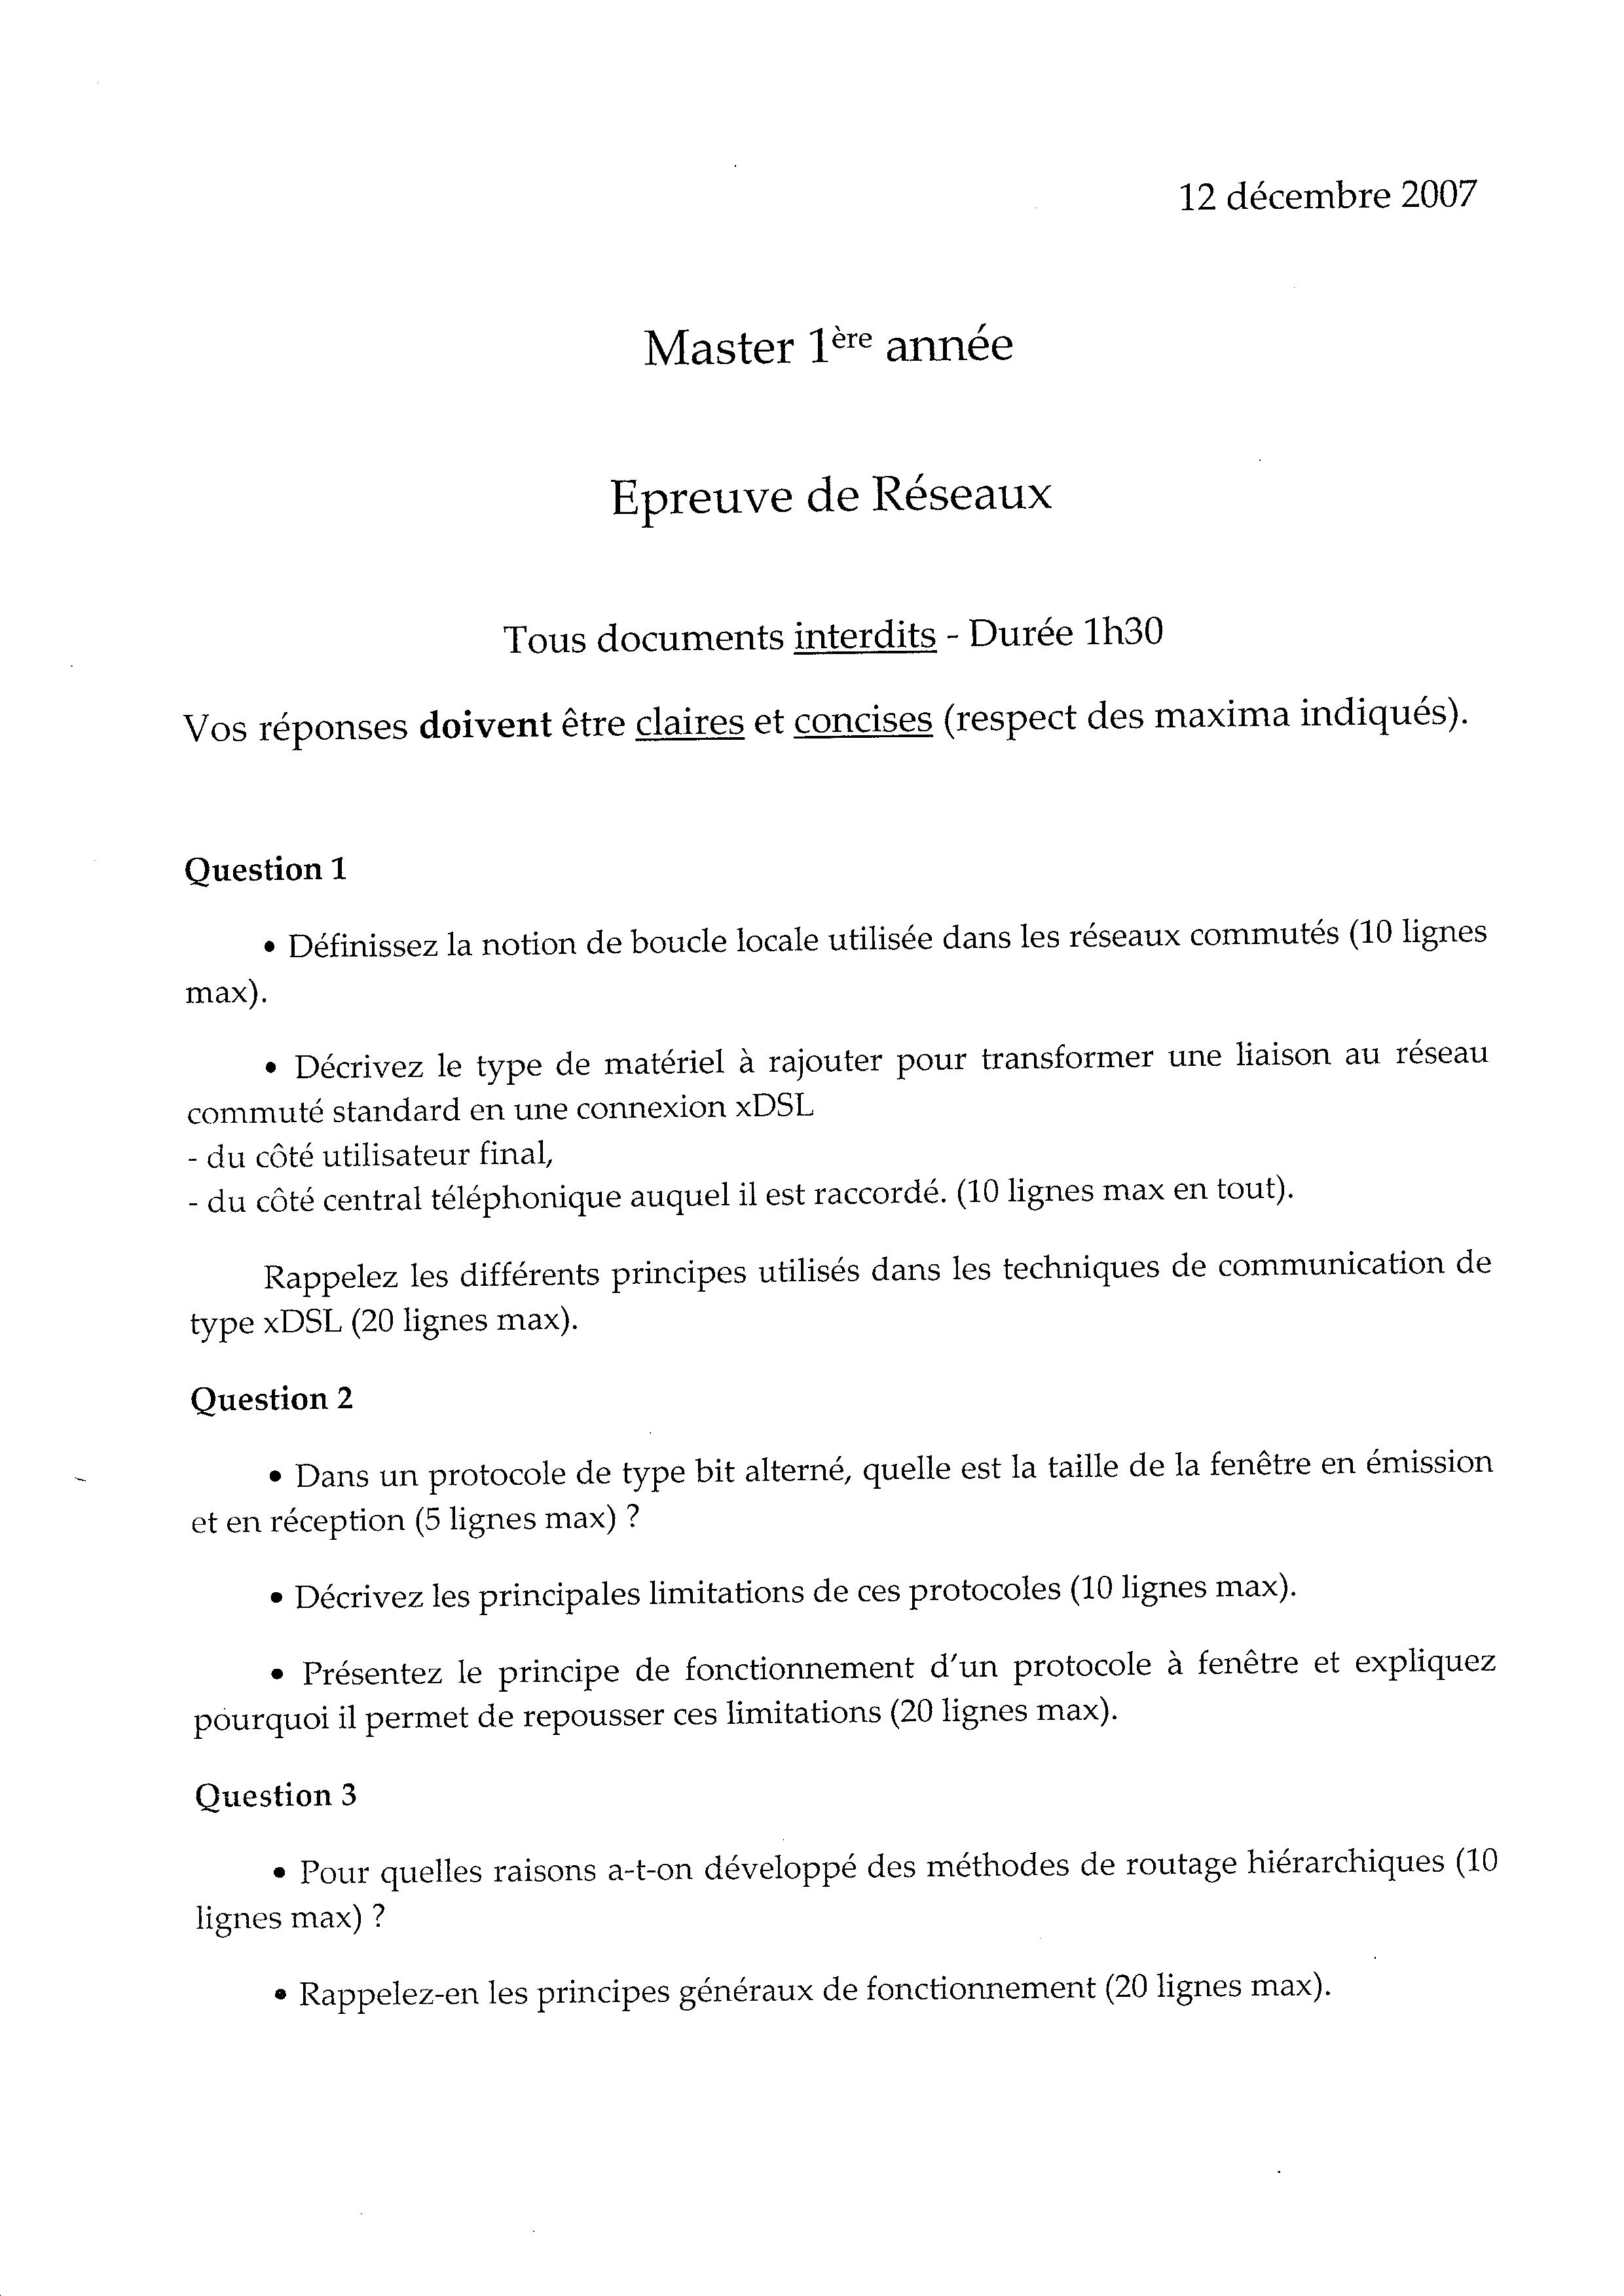 12 décembre 2007
Master 1ère année
Epreuve de Réseaux
Tous documents interdits - Durée 1h30
Vos réponses doivent être claires et concises (respect des maxima indiqués).
Question 1
• Définissez la notion de boucle locale utilisée dans les réseaux commutés (10 lignes
max).
• Décrivez le type de matériel à rajouter pour transformer une liaison au réseau
commuté standard en une connexion xDSL
- du côté utilisateur final,
- du côté central téléphonique auquel il est raccordé. (10 lignes max en tout).
Rappelez les différents principes utilisés dans les techniques de communication de
type xDSL (20 lignes max).
Question 2
• Dans un protocole de type bit alterné, quelle est la taille de la fenêtre en émission
et en réception (5 lignes max) ?
• Décrivez les principales limitations de ces protocoles (10 lignes max).
• Présentez le principe de fonctionnement d'un protocole à fenêtre et expliquez
pourquoi il permet de repousser ces limitations (20 lignes max).
Question 3
• Pour quelles raisons a-t-on développé des méthodes de routage hiérarchiques (10
lignes max) ?
• Rappelez-en les principes généraux de fonctionnement (20 lignes max).